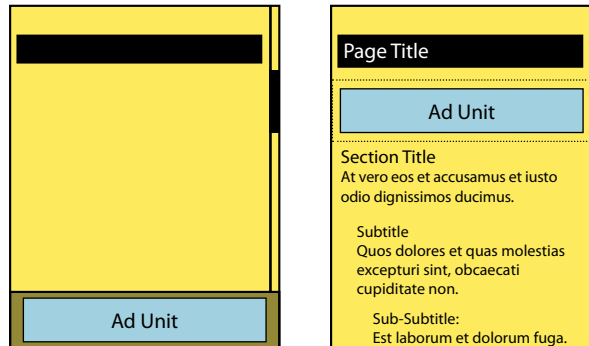 Ad Unit
Page Title
Ad Unit
Section Title
At vero eos et accusamus et iusto
odio dignissimos ducimus.
Subtitle
Quos dolores et quas molestias
excepturi sint, obcaecati
cupiditate non.
Sub-Subtitle:
Est laborum et dolorum fuga.